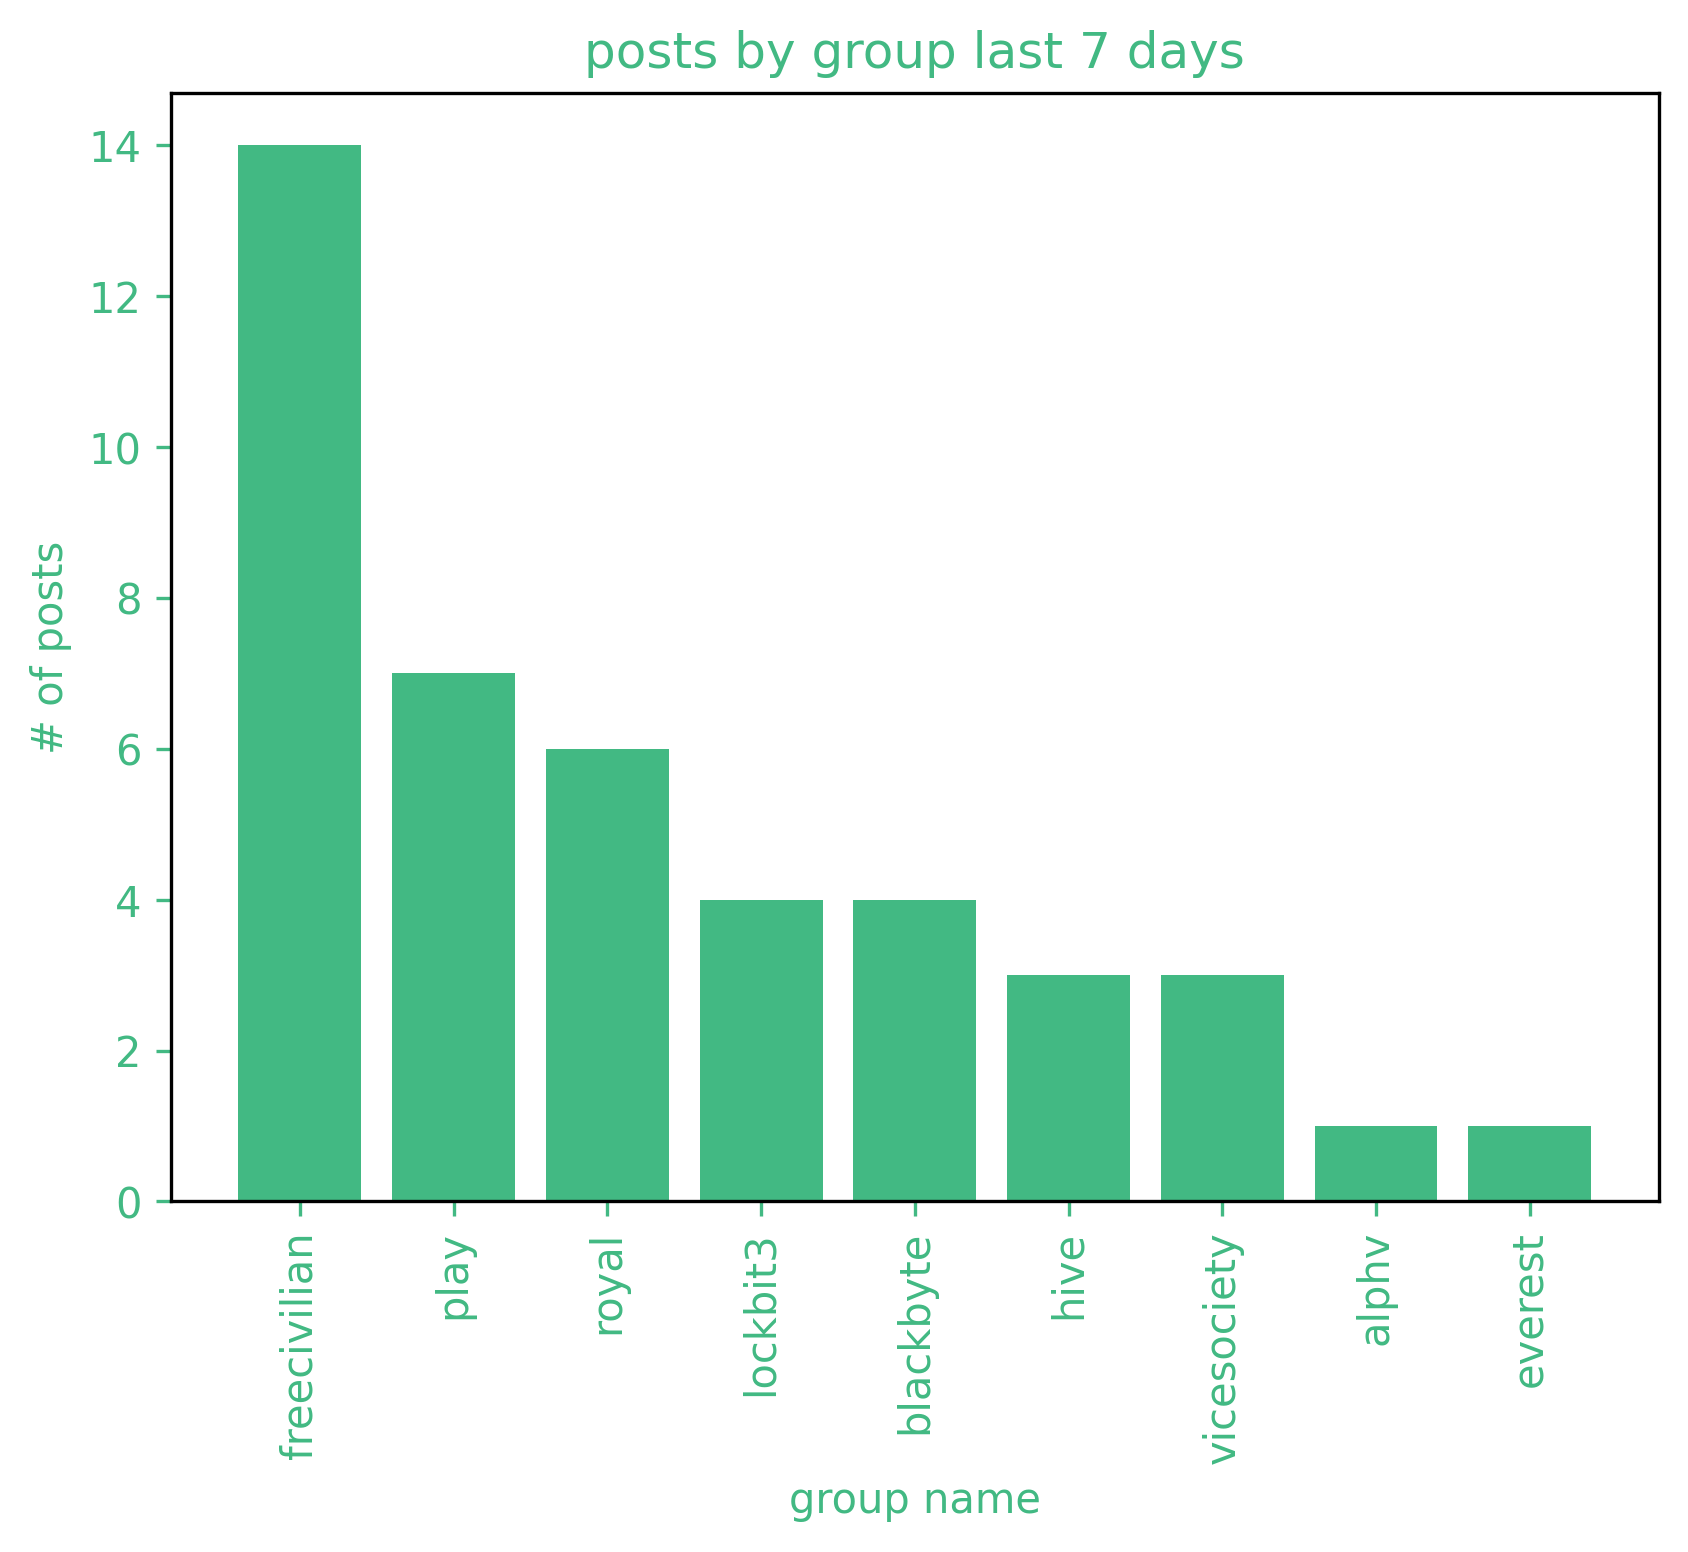 posts by group last 7 days
14
12
10
8
6
4
2
0
# of posts
freecivilian
play
royal
lockbit3
blackbyte
hive
vicesociety
alphv
everest
group name